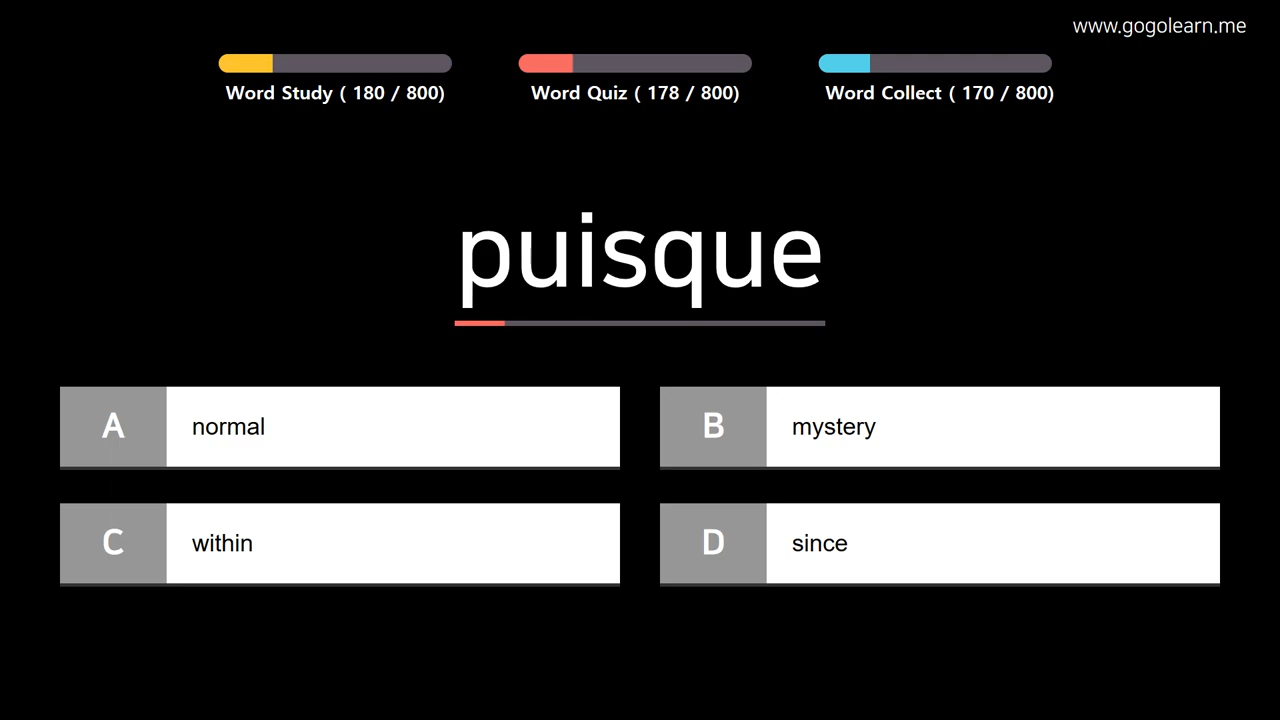 www.gogolearn.me
Word Study ( 180 / 800)
Word Quiz ( 178 / 800)
Word Collect ( 170 / 800)
puisque
A normal
B mystery
C within
D since